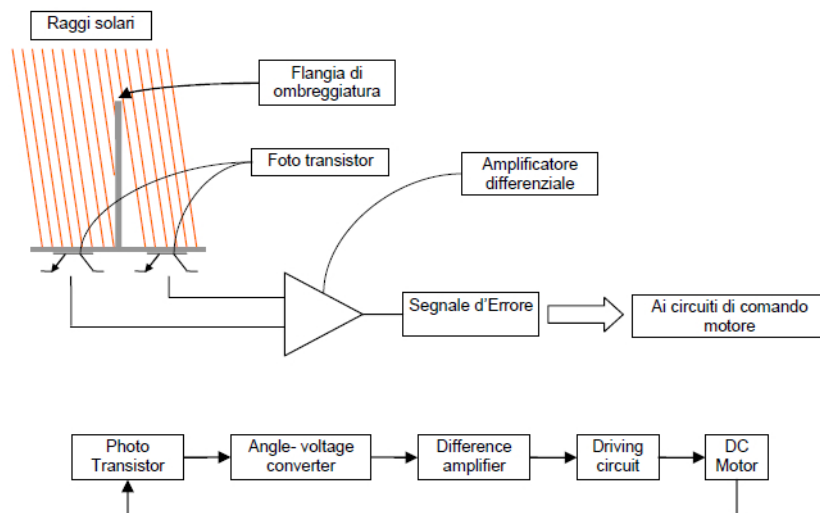 Raggi solari
Flangia di
ombreggiatura
Foto transistor
Amplificatore
differenziale
Segnale d'Errore
Ai circuiti di comando
motore
Photo
Transistor
Angle- voltage
converter
Difference
amplifier
Driving
circuit
DC
Motor